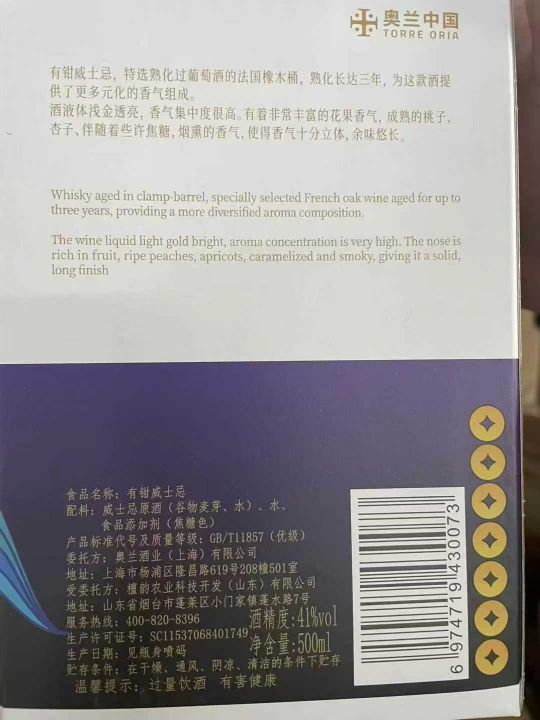 奥兰中国
TORRE ORIA
有钳威士忌，特选熟化过葡萄酒的法国橡木桶，熟化长达三年，为这款酒提
供了更多元化的香气组成。
酒液体浅金透亮，香气集中度很高。有着非常丰富的花果香气，成熟的桃子、
杏子、伴随着些许焦糖，烟熏的香气，使得香气十分立体，余味悠长。
Whisky aged in clamp-barrel, specially selected French oak wine aged for up to
three years, providing a more diversified aroma composition.
The wine liquid light gold bright, aroma concentration is very high. The nose is
rich in fruit, ripe peaches, apricots, caramelized and smoky, giving it a solid,
long finish
食品名称：有钳威士忌
配料：威士忌原酒（谷物麦芽、水）、水、
食品添加剂（焦糖色）
产品标准代号及质量等级：GB/T11857（优级）
委托方：奥兰酒业（上海）有限公司
地址：上海市杨浦区隆昌路619号208幢501室
受委托方：檀韵农业科技开发（山东）有限公司
地址：山东省烟台市蓬莱区小门家镇蓬水路7号
服务热线：400-820-8396
生产许可证号：SC11537068401749
生产日期：见瓶身喷码
贮存条件：在干燥、通风、阴凉、清洁的条件下贮存
温馨提示：过量饮酒 有害健康
酒精度：41%vol
净含量：500ml
6 974719 430073